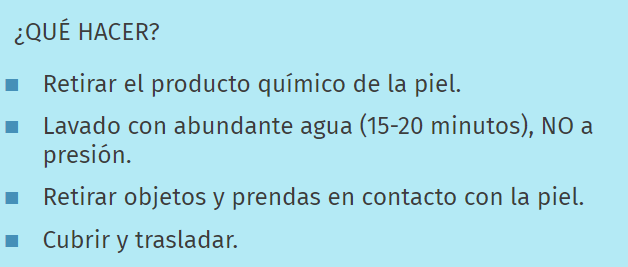 ¿QUÉ HACER?
Retirar el producto químico de la piel.
Lavado con abundante agua (15-20 minutos), NO a
presión.
Retirar objetos y prendas en contacto con la piel.
Cubrir y trasladar.